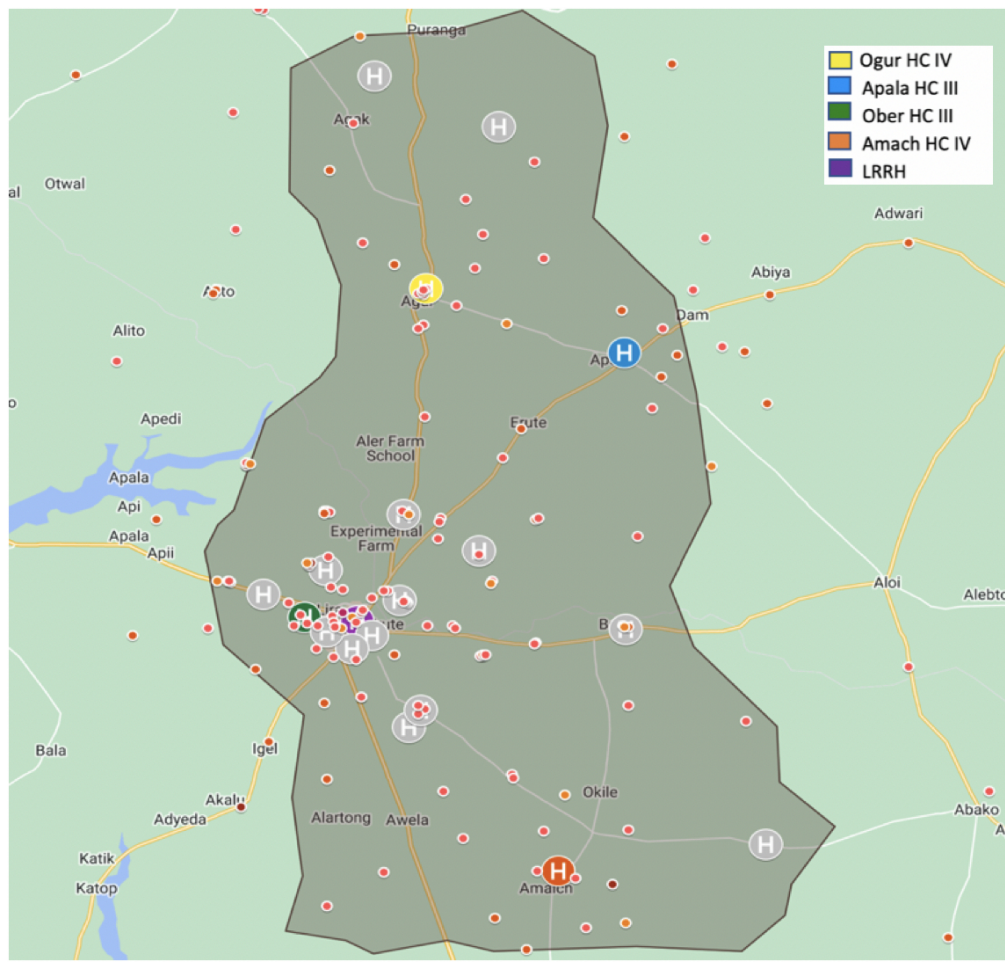 Puranga
Ogur HC IV
Apala HC III
Ober HC III
Amach HC IV
LRRH
H
Agak
H
Otwal
al
Adwari
Abiya
H
Dam
Alito
H
Apedi
Erute
Aler Farm
School
Apala
Api
Apala
Apii
Experimental
Farm
H
H
H
Aloi
Alebto
H
H
H
Igel
Bala
H
Akalu
Adyeda
Okile
Abako
Alartong
Awela
H
Katik
Katop
H
Amaich